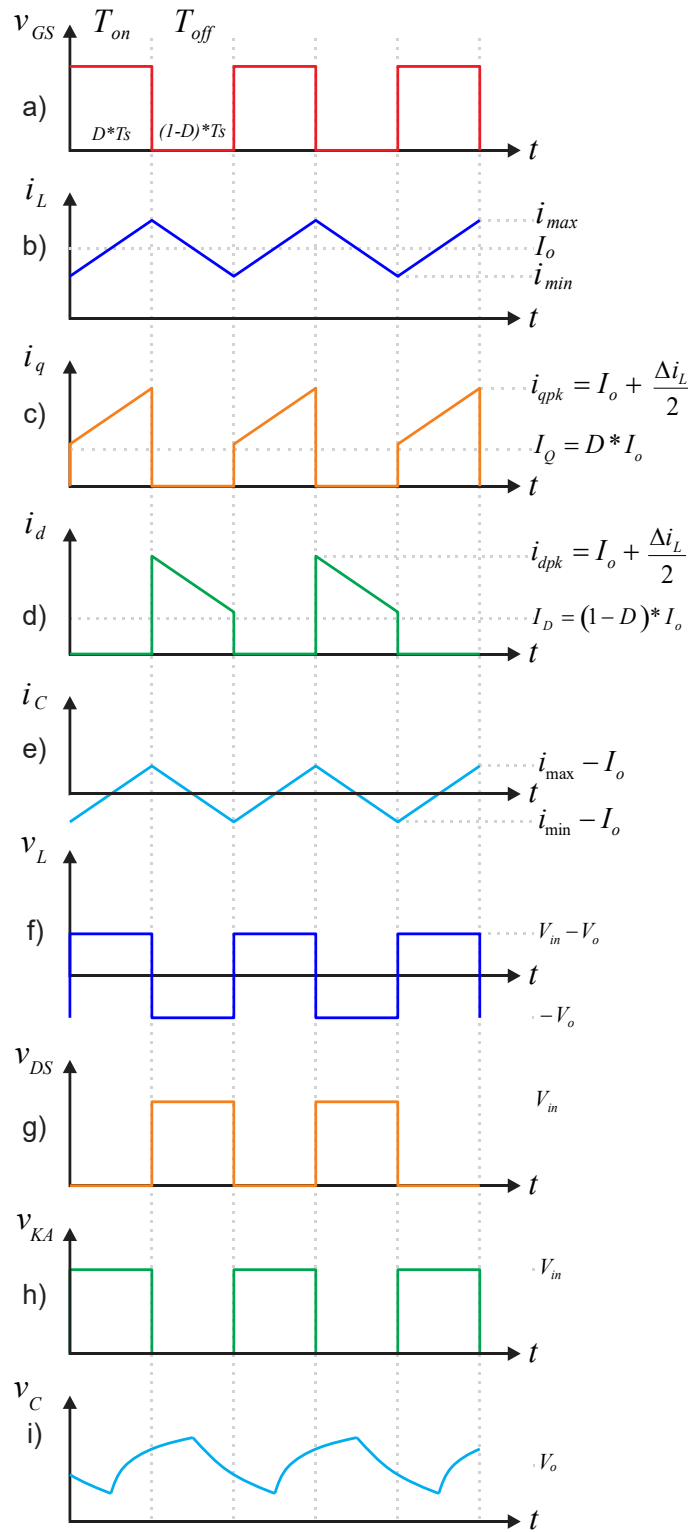 v_GS T_on T_off
a)
D*Ts (1-D)*Ts
t
i_L
i_max
b)
I_o
i_min
t
i_q
i_qpk = I_o + Δi_L/2
c)
I_Q = D * I_o
t
i_d
i_dpk = I_o + Δi_L/2
d)
I_D = (1 − D) * I_o
t
i_C
e)
i_max − I_o
t
i_min − I_o
v_L
f)
V_in − V_o
t
−V_o
v_DS
V_in
g)
t
v_KA
V_in
h)
t
v_C
i)
V_o
t